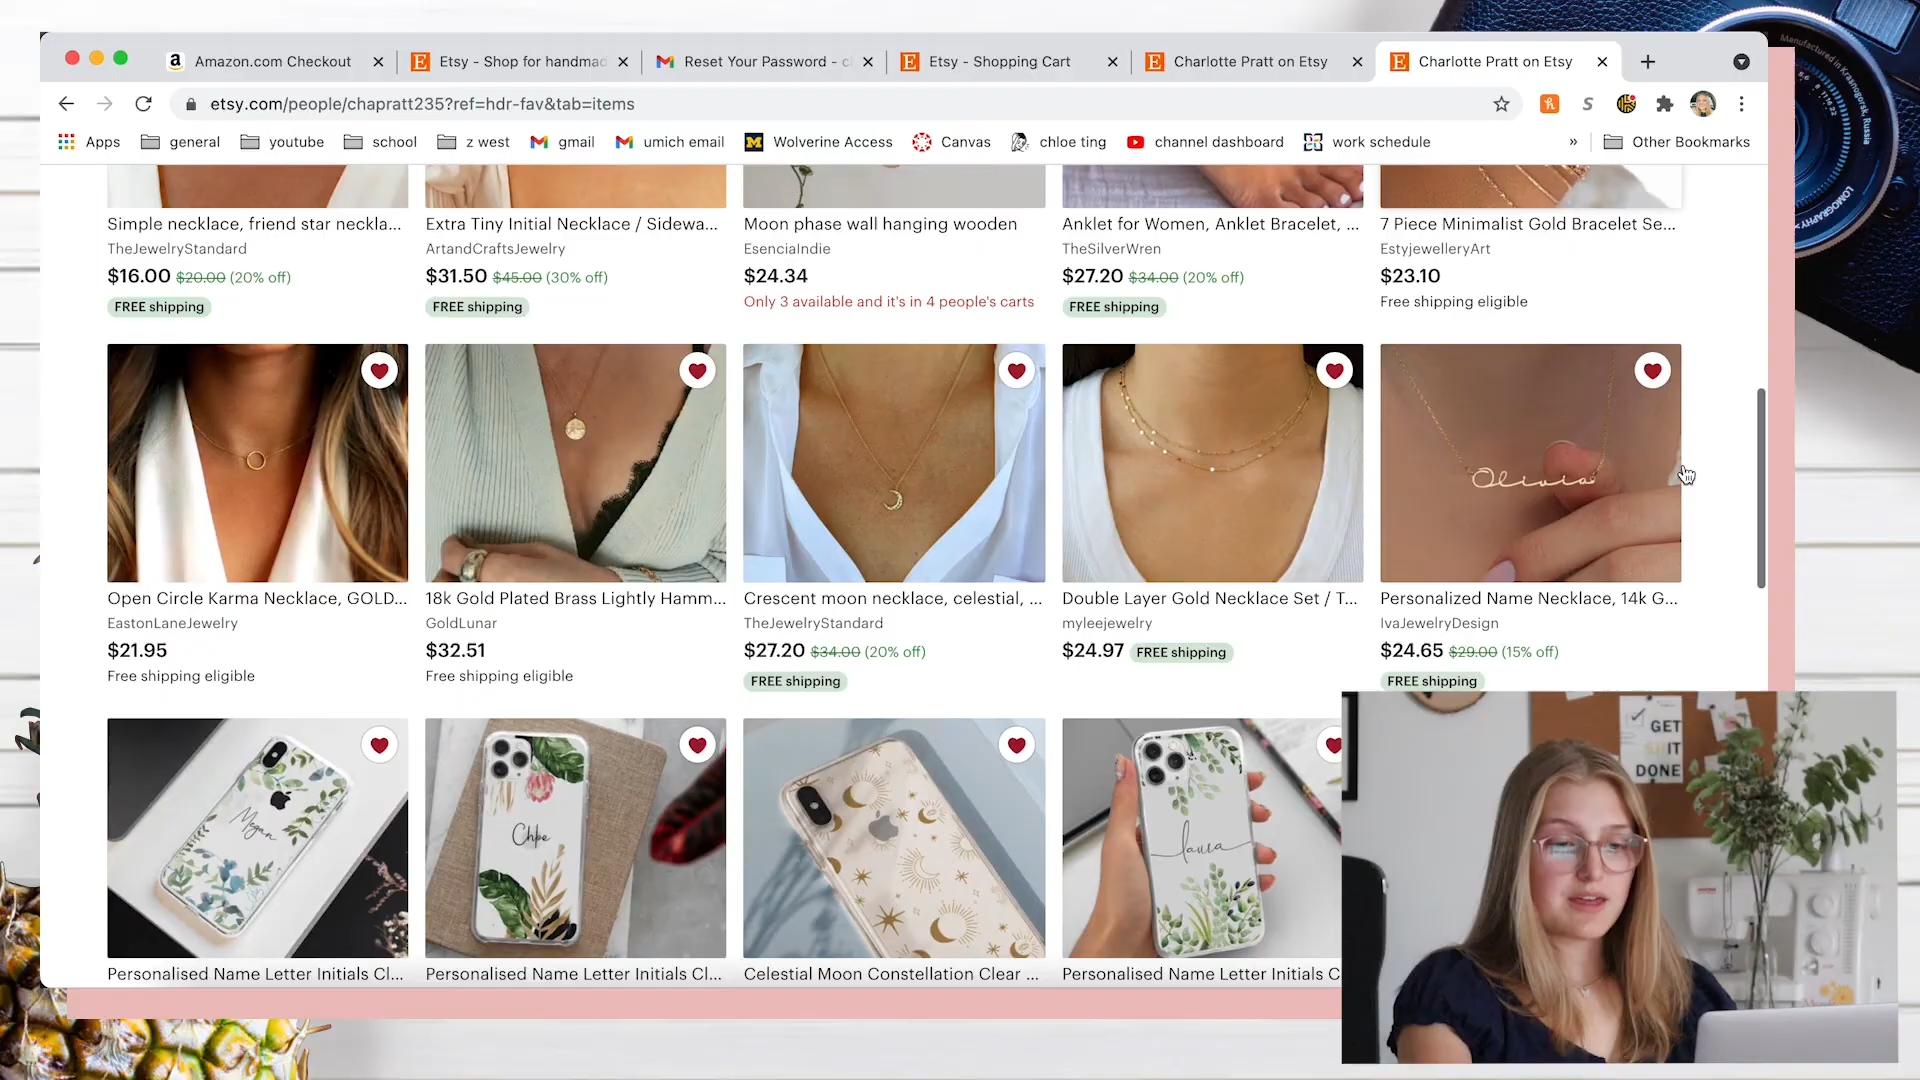 Amazon.com Checkout
Etsy - Shop for handmad
Reset Your Password - c
Etsy - Shopping Cart
Charlotte Pratt on Etsy
Charlotte Pratt on Etsy
etsy.com/people/chapratt235?ref=hdr-fav&tab=items
Apps
general
youtube
school
z west
gmail
umich email
Wolverine Access
Canvas
chloe ting
channel dashboard
work schedule
»
Other Bookmarks
Simple necklace, friend star neckla...
TheJewelryStandard
$16.00 $20.00 (20% off)
FREE shipping
Extra Tiny Initial Necklace / Sidewa...
ArtandCraftsJewelry
$31.50 $45.00 (30% off)
FREE shipping
Moon phase wall hanging wooden
EsenciaIndie
$24.34
Only 3 available and it's in 4 people's carts
Anklet for Women, Anklet Bracelet, ...
TheSilverWren
$27.20 $34.00 (20% off)
FREE shipping
7 Piece Minimalist Gold Bracelet Se...
EstyjewelleryArt
$23.10
Free shipping eligible
Olivia
Open Circle Karma Necklace, GOLD...
EastonLaneJewelry
$21.95
Free shipping eligible
18k Gold Plated Brass Lightly Hamm...
GoldLunar
$32.51
Free shipping eligible
Crescent moon necklace, celestial, ...
TheJewelryStandard
$27.20 $34.00 (20% off)
FREE shipping
Double Layer Gold Necklace Set / T...
myleejewelry
$24.97 FREE shipping
Personalized Name Necklace, 14k G...
IvaJewelryDesign
$24.65 $29.00 (15% off)
FREE shipping
Megan
Chloe
laura
Personalised Name Letter Initials Cl...
Personalised Name Letter Initials Cl...
Celestial Moon Constellation Clear ...
Personalised Name Letter Initials C
GET
IT
DONE
Manufactured in Krasnogorsk, Russia
LOMOGRAPHY